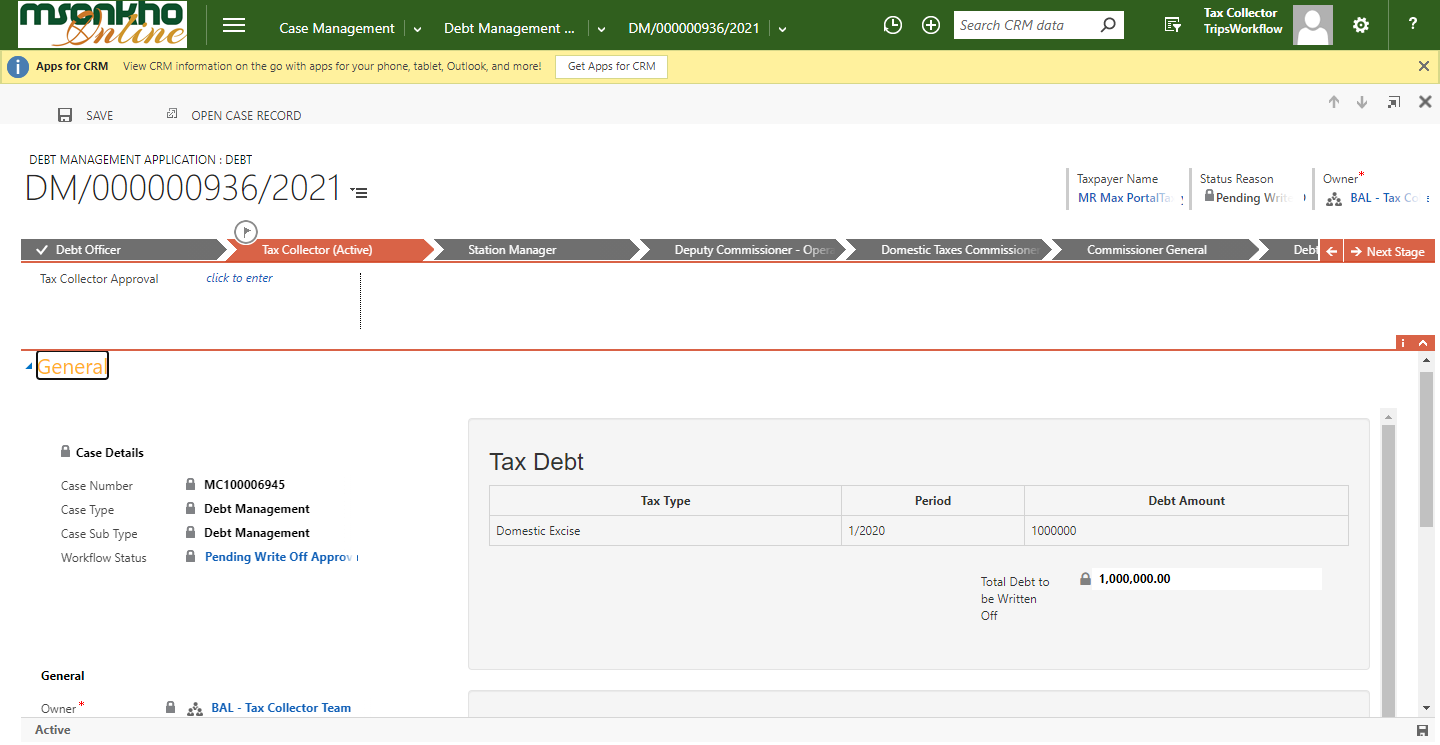 msonkho
Online
Case Management
Debt Management ...
DM/000000936/2021
Search CRM data
Tax Collector
TripsWorkflow
?
i
Apps for CRM
View CRM information on the go with apps for your phone, tablet, Outlook, and more!
Get Apps for CRM
SAVE
OPEN CASE RECORD
DEBT MANAGEMENT APPLICATION : DEBT
DM/000000936/2021
Taxpayer Name
MR Max PortalTa
Status Reason
Pending Write
Owner*
BAL - Tax Co
Debt Officer
Tax Collector (Active)
Station Manager
Deputy Commissioner - Oper
Domestic Taxes Commissione
Commissioner General
Debt
Next Stage
Tax Collector Approval
click to enter
i
General
Case Details
Case Number
MC100006945
Case Type
Debt Management
Case Sub Type
Debt Management
Workflow Status
Pending Write Off Approv
General
Owner*
BAL - Tax Collector Team
Tax Debt
Tax Type
Period
Debt Amount
Domestic Excise
1/2020
1000000
Total Debt to
be Written
Off
1,000,000.00
Active